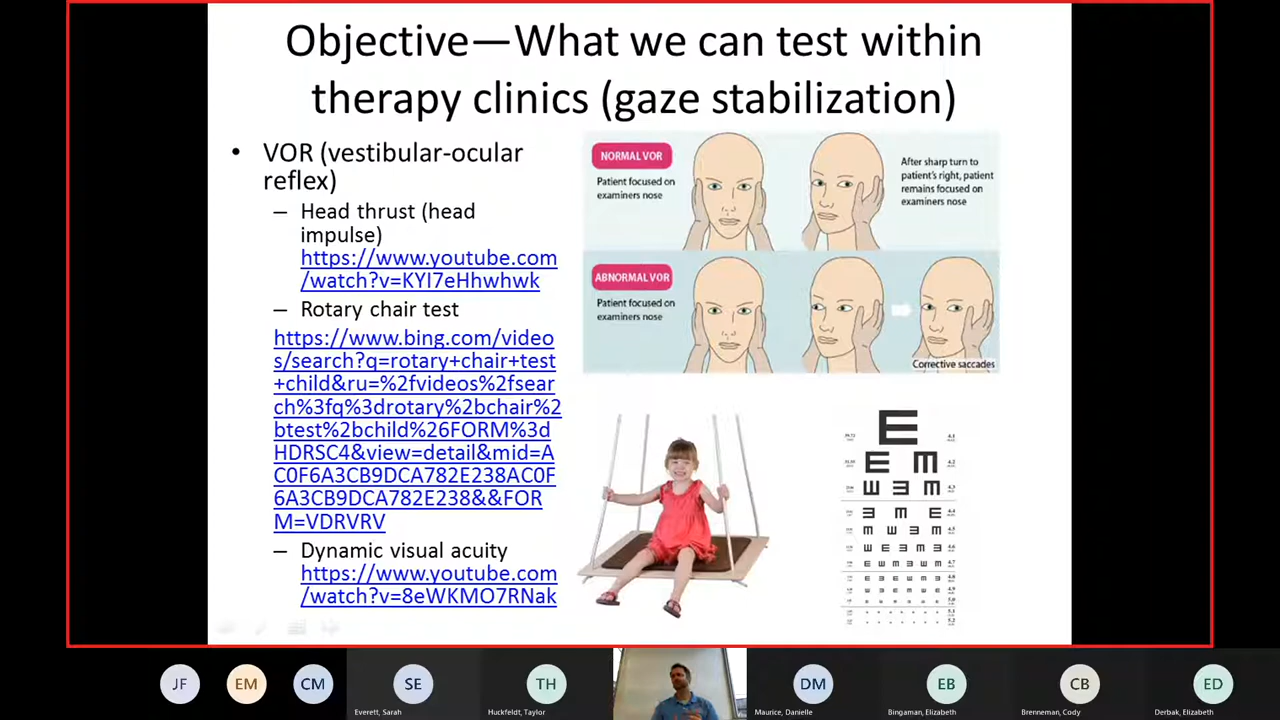 Objective—What we can test within
therapy clinics (gaze stabilization)
• VOR (vestibular-ocular
reflex)
– Head thrust (head
impulse)
https://www.youtube.com
/watch?v=KYI7eHhwhwk
– Rotary chair test
https://www.bing.com/video
s/search?q=rotary+chair+test
+child&ru=%2fvideos%2fsear
ch%3fq%3drotary%2bchair%2
btest%2bchild%26FORM%3d
HDRSC4&view=detail&mid=A
C0F6A3CB9DCA782E238AC0F
6A3CB9DCA782E238&&FOR
M=VDRVRV
– Dynamic visual acuity
https://www.youtube.com
/watch?v=8eWKMO7RNak
NORMAL VOR
Patient focused on
examiners nose
After sharp turn to
patient's right, patient
remains focused on
examiners nose
ABNORMAL VOR
Patient focused on
examiners nose
Corrective saccades
E
E M
JF
EM
CM
SE
Everett, Sarah
TH
Huckfeldt, Taylor
DM
Maurice, Danielle
EB
Bingaman, Elizabeth
CB
Brenneman, Cody
ED
Derbak, Elizabeth